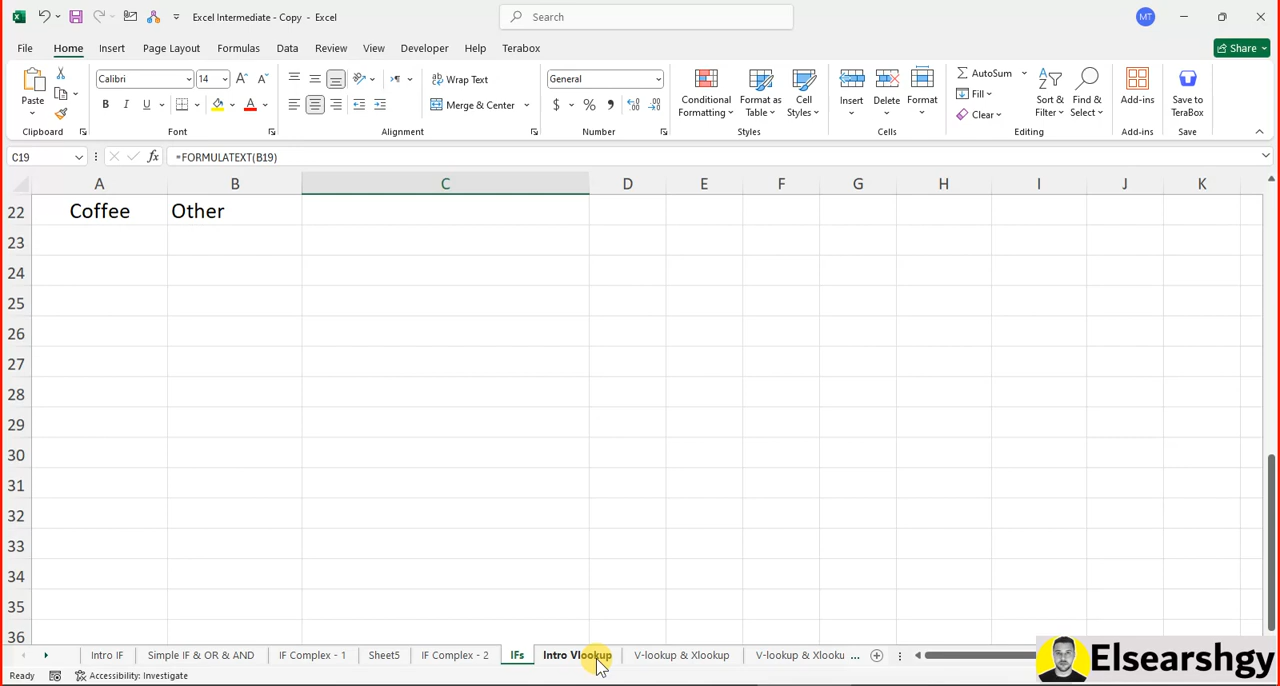 Excel Intermediate - Copy - Excel
Search
MT
File Home Insert Page Layout Formulas Data Review View Developer Help Terabox Share
Calibri 14 Wrap Text General AutoSum
Paste Conditional Formatting Format as Table Cell Styles Insert Delete Format Fill Sort & Filter Find & Select Add-ins Save to TeraBox
B I U A Merge & Center $ % Clear
Clipboard Font Alignment Number Styles Cells Editing Add-ins Save
C19 fx =FORMULATEXT(B19)
A B C D E F G H I J K
22 Coffee Other
23
24
25
26
27
28
29
30
31
32
33
34
35
36
Intro IF Simple IF & OR & AND IF Complex - 1 Sheet5 IF Complex - 2 IFs Intro Vlookup V-lookup & Xlookup V-lookup & Xlooku ...
Ready Accessibility: Investigate
Elsearshgy